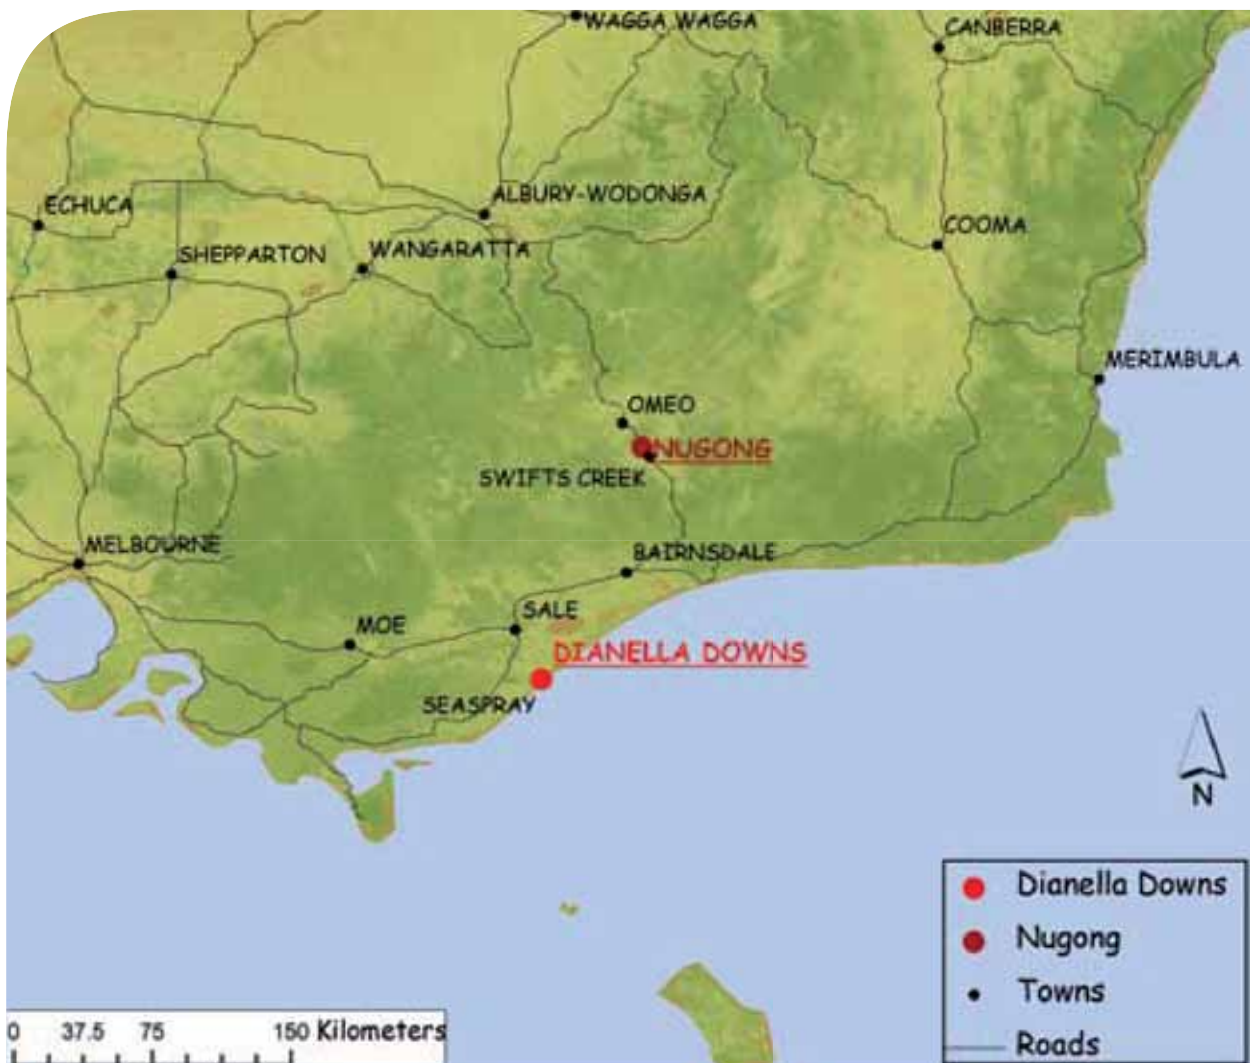 WAGGA WAGGA
CANBERRA
ALBURY-WODONGA
ECHUCA
COOMA
SHEPPARTON
WANGARATTA
MERIMBULA
OMEO
NUGONG
SWIFTS CREEK
MELBOURNE
BAIRNSDALE
SALE
MOE
DIANELLA DOWNS
SEASPRAY
N
Dianella Downs
Nugong
Towns
Roads
0 37.5 75 150 Kilometers